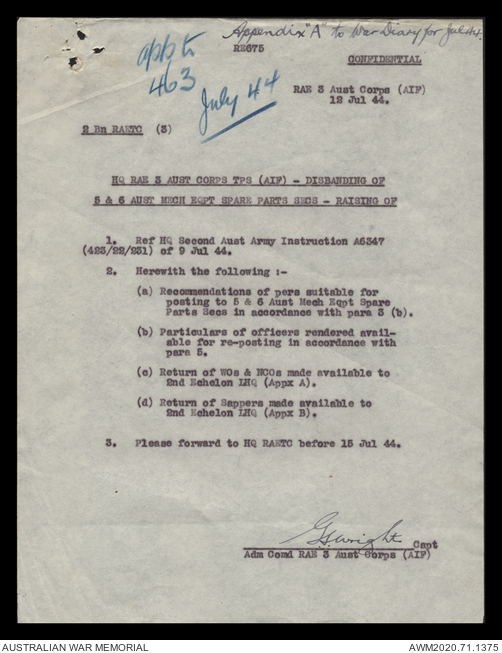 Appendix "A" to War Diary for Jul 44.
RE675
app to
463
July 44
CONFIDENTIAL
RAE 3 Aust Corps (AIF)
12 Jul 44.
2 Bn RAETC (3)
HQ RAE 3 AUST CORPS TPS (AIF) - DISBANDING OF
5 & 6 AUST MECH EQPT SPARE PARTS SECS - RAISING OF
1. Ref HQ Second Aust Army Instruction A6347
(423/22/231) of 9 Jul 44.
2. Herewith the following :-
(a) Recommendations of pers suitable for
posting to 5 & 6 Aust Mech Eqpt Spare
Parts Secs in accordance with para 3 (b).
(b) Particulars of officers rendered avail-
able for re-posting in accordance with
para 5.
(c) Return of WOs & NCOs made available to
2nd Echelon LHQ (Appx A).
(d) Return of Sappers made available to
2nd Echelon LHQ (Appx B).
3. Please forward to HQ RAETC before 15 Jul 44.
Capt
Adm Comd RAE 3 Aust Corps (AIF)
AUSTRALIAN WAR MEMORIAL
AWM2020.71.1375